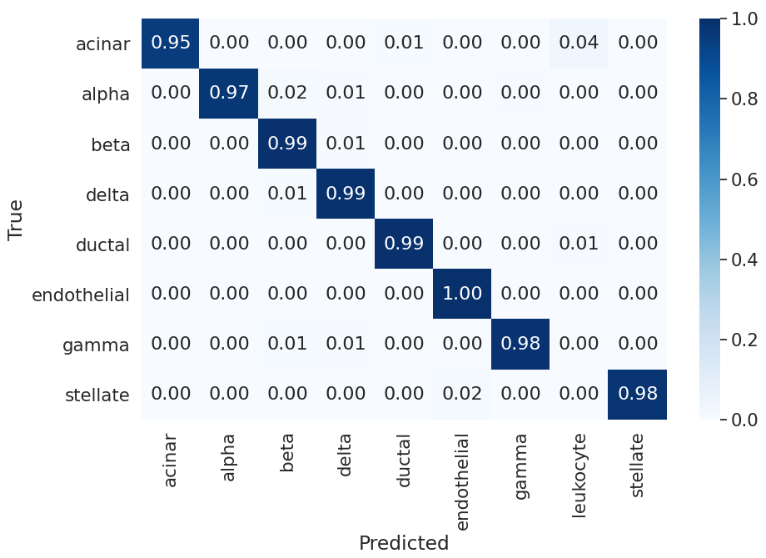 acinar 0.95 0.00 0.00 0.00 0.01 0.00 0.00 0.04 0.00
alpha 0.00 0.97 0.02 0.01 0.00 0.00 0.00 0.00 0.00
beta 0.00 0.00 0.99 0.01 0.00 0.00 0.00 0.00 0.00
delta 0.00 0.00 0.01 0.99 0.00 0.00 0.00 0.00 0.00
ductal 0.00 0.00 0.00 0.00 0.99 0.00 0.00 0.01 0.00
endothelial 0.00 0.00 0.00 0.00 0.00 1.00 0.00 0.00 0.00
gamma 0.00 0.00 0.01 0.01 0.00 0.00 0.98 0.00 0.00
stellate 0.00 0.00 0.00 0.00 0.00 0.02 0.00 0.00 0.98
True
acinar
alpha
beta
delta
ductal
endothelial
gamma
leukocyte
stellate
Predicted
1.0
0.8
0.6
0.4
0.2
0.0